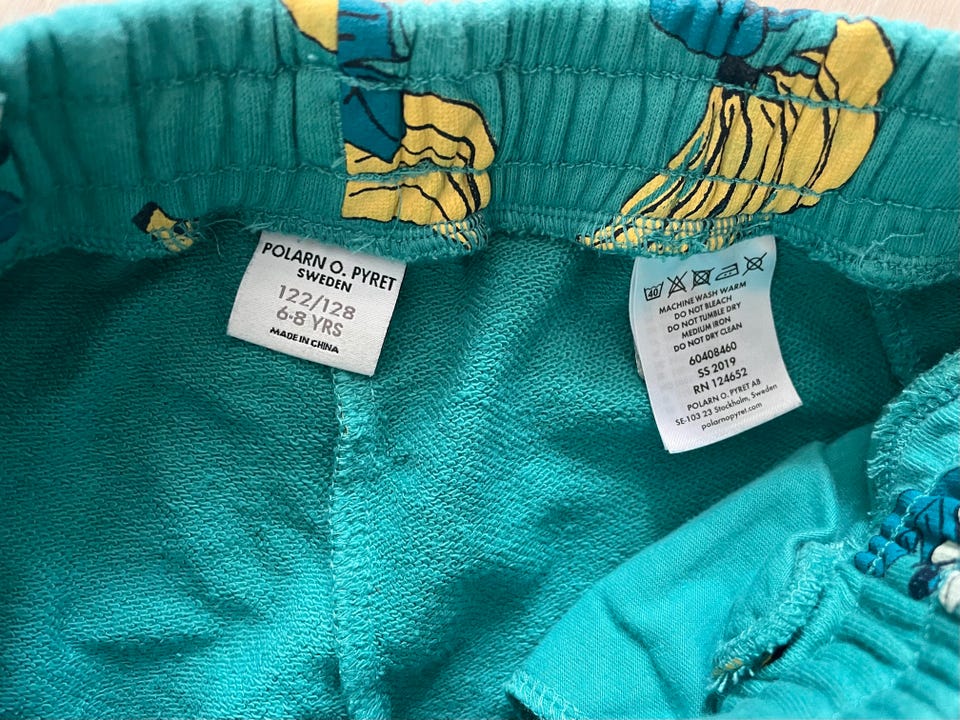 POLARN O. PYRET
SWEDEN
122/128
6-8 YRS
MADE IN CHINA
40
MACHINE WASH WARM
DO NOT BLEACH
DO NOT TUMBLE DRY
MEDIUM IRON
DO NOT DRY CLEAN
60408460
SS 2019
RN 124652
POLARN O. PYRET AB
SE-103 23 Stockholm, Sweden
polarnopyret.com